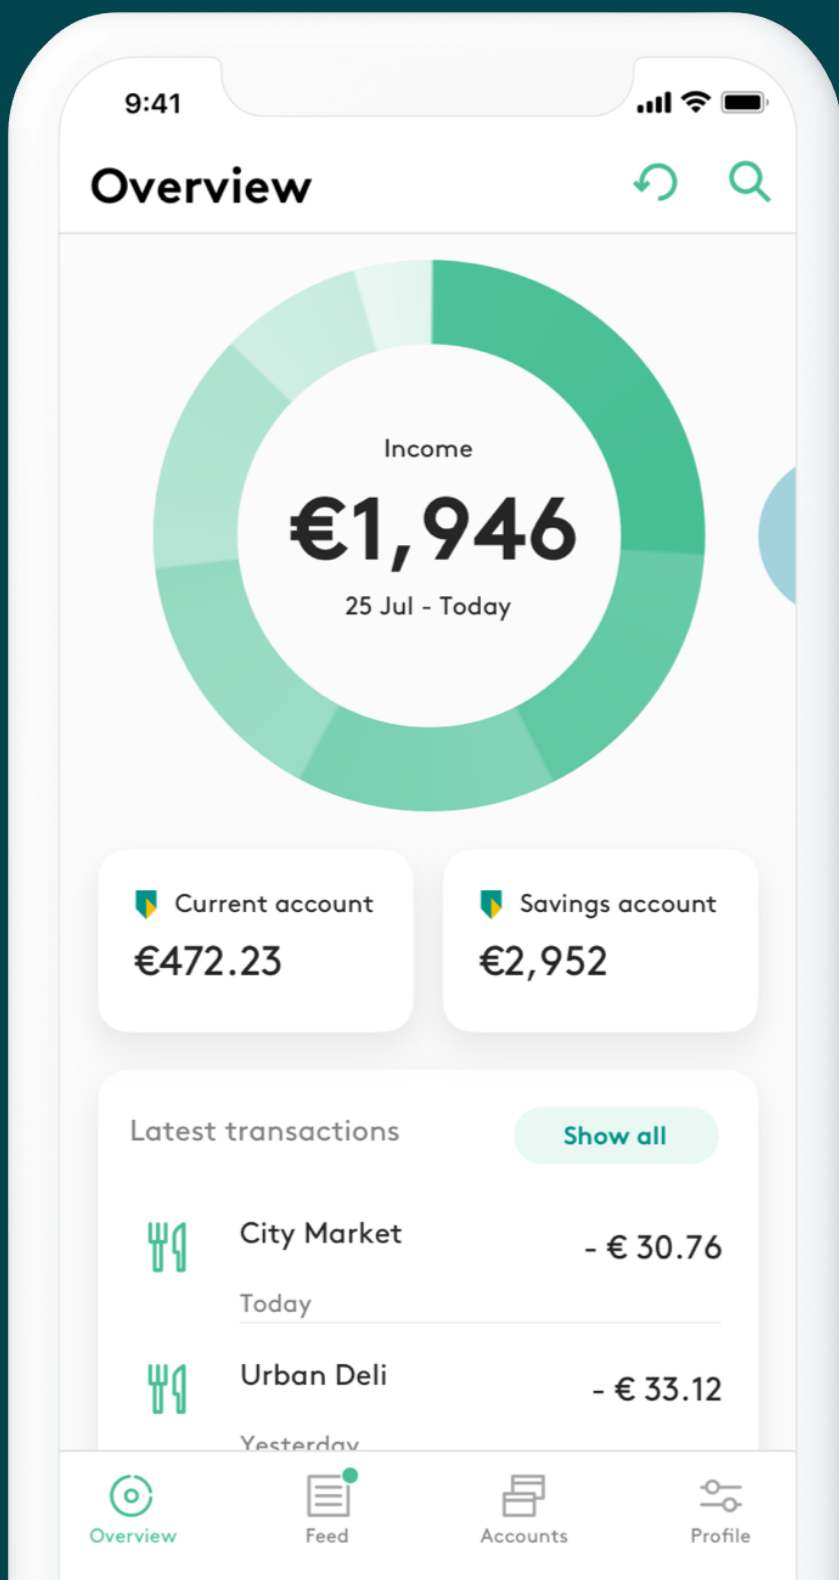 9:41
Overview
Income
€1,946
25 Jul - Today
Current account
€472.23
Savings account
€2,952
Latest transactions
Show all
City Market
- € 30.76
Today
Urban Deli
- € 33.12
Yesterday
Overview
Feed
Accounts
Profile